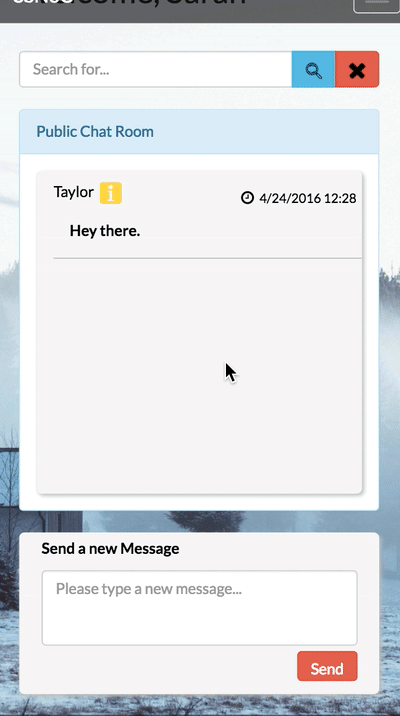 Search for...
Public Chat Room
Taylor i
4/24/2016 12:28
Hey there.
Send a new Message
Please type a new message...
Send